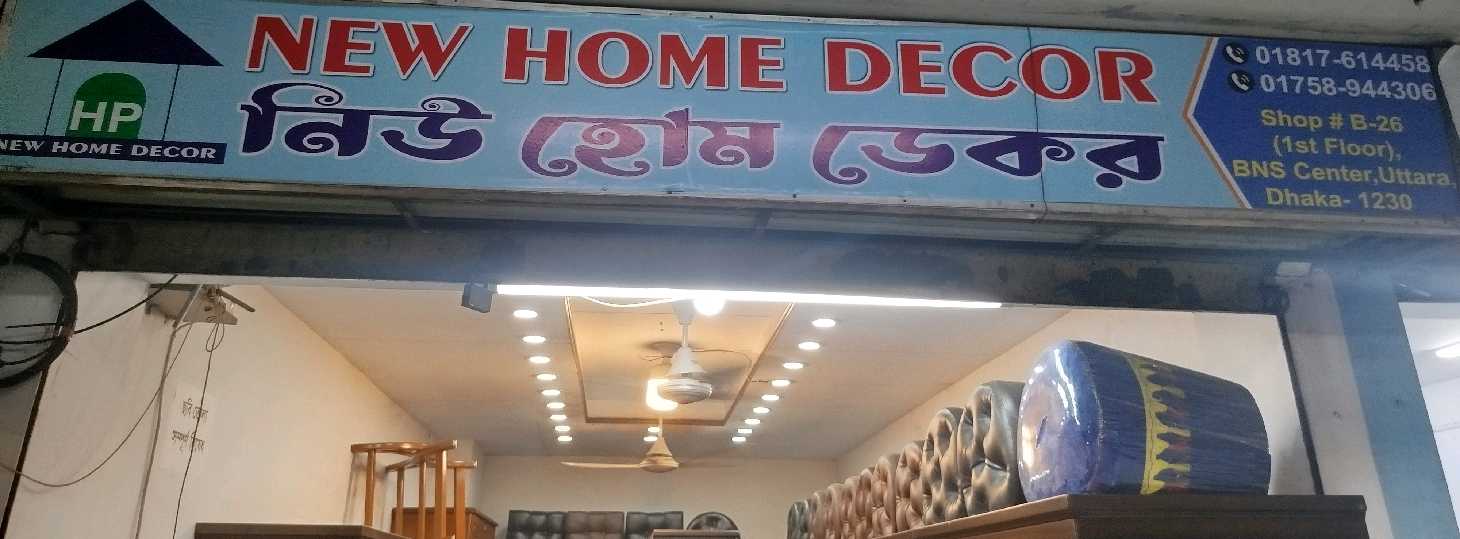 HP
NEW HOME DECOR
NEW HOME DECOR
নিউ হোম ডেকর
01817-614458
01758-944306
Shop # B-26
(1st Floor),
BNS Center,Uttara,
Dhaka- 1230